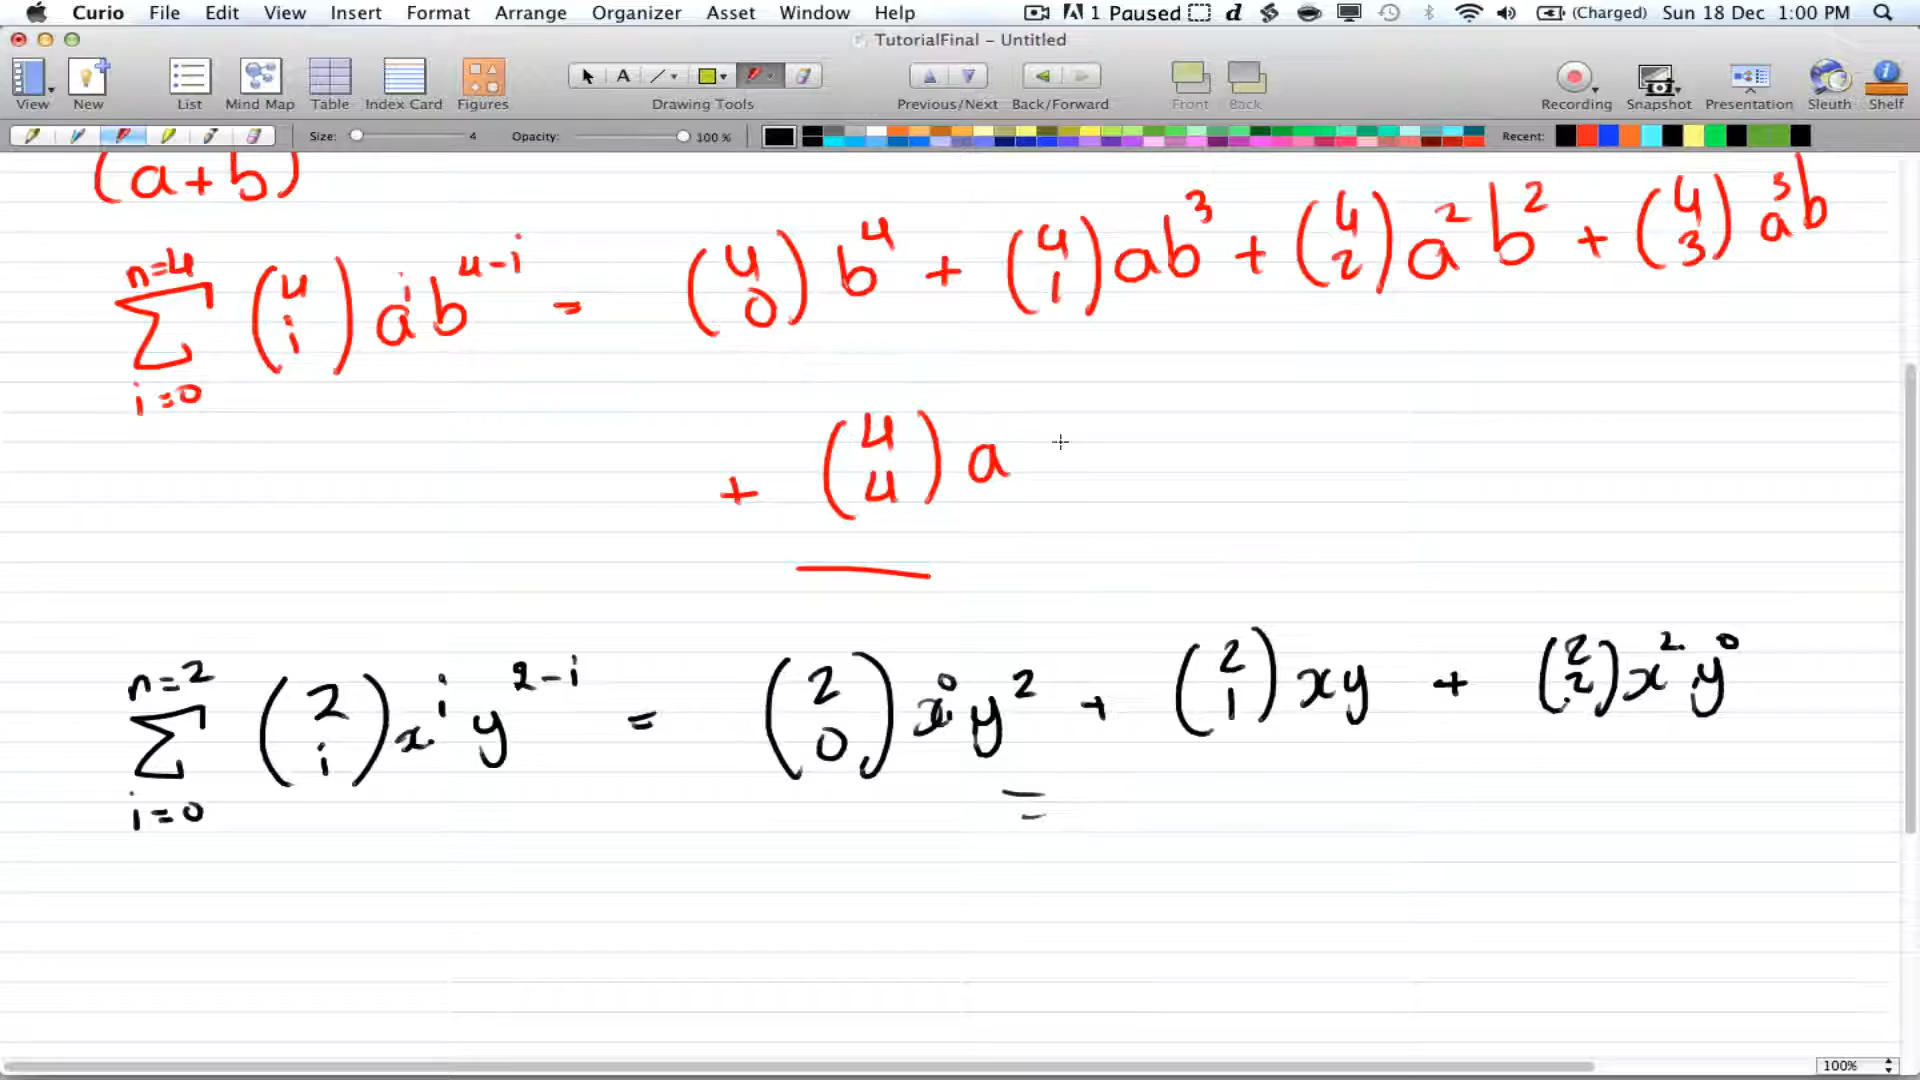 Curio File Edit View Insert Format Arrange Organizer Asset Window Help 1 Paused (Charged) Sun 18 Dec 1:00 PM
TutorialFinal – Untitled
View New List Mind Map Table Index Card Figures Drawing Tools Previous/Next Back/Forward Front Back Recording Snapshot Presentation Sleuth Shelf
Size: 4 Opacity: 100 % Recent:
(a+b)
n=4 ∑ i=0 (4 i) a^i b^4-i = (4 0) b^4 + (4 1) ab^3 + (4 2) a^2 b^2 + (4 3) a^3 b
+ (4 4) a
n=2 ∑ i=0 (2 i) x^i y^2-i = (2 0) x^0 y^2 + (2 1) xy + (2 2) x^2 y^0
=
100%